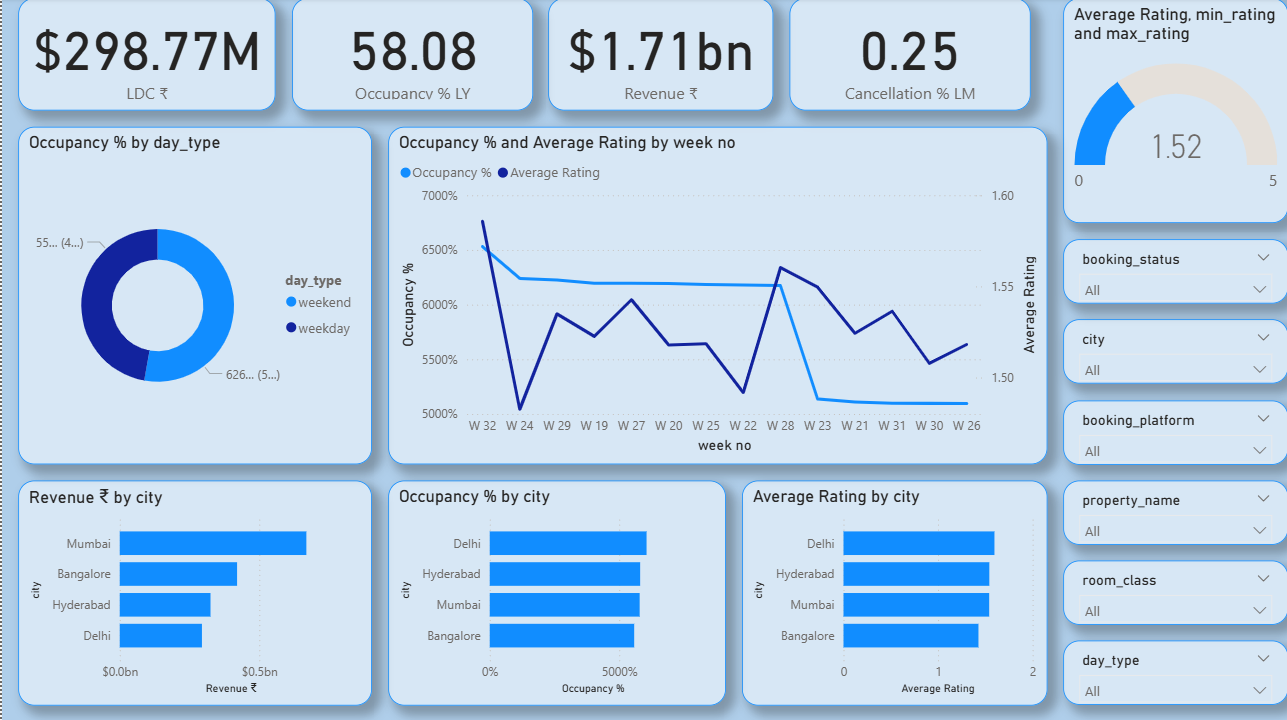 $298.77M
LDC ₹
58.08
Occupancy % LY
$1.71bn
Revenue ₹
0.25
Cancellation % LM
Average Rating, min_rating
and max_rating
1.52
0
5
Occupancy % by day_type
55... (4...)
626... (5...)
day_type
weekend
weekday
Occupancy % and Average Rating by week no
Occupancy % Average Rating
7000%
6500%
6000%
5500%
5000%
Occupancy %
1.60
1.55
1.50
Average Rating
W 32 W 24 W 29 W 19 W 27 W 20 W 25 W 22 W 28 W 23 W 21 W 31 W 30 W 26
week no
booking_status
All
city
All
booking_platform
All
property_name
All
room_class
All
day_type
All
Revenue ₹ by city
city
Mumbai
Bangalore
Hyderabad
Delhi
$0.0bn $0.5bn
Revenue ₹
Occupancy % by city
city
Delhi
Hyderabad
Mumbai
Bangalore
0% 5000%
Occupancy %
Average Rating by city
city
Delhi
Hyderabad
Mumbai
Bangalore
0 1 2
Average Rating